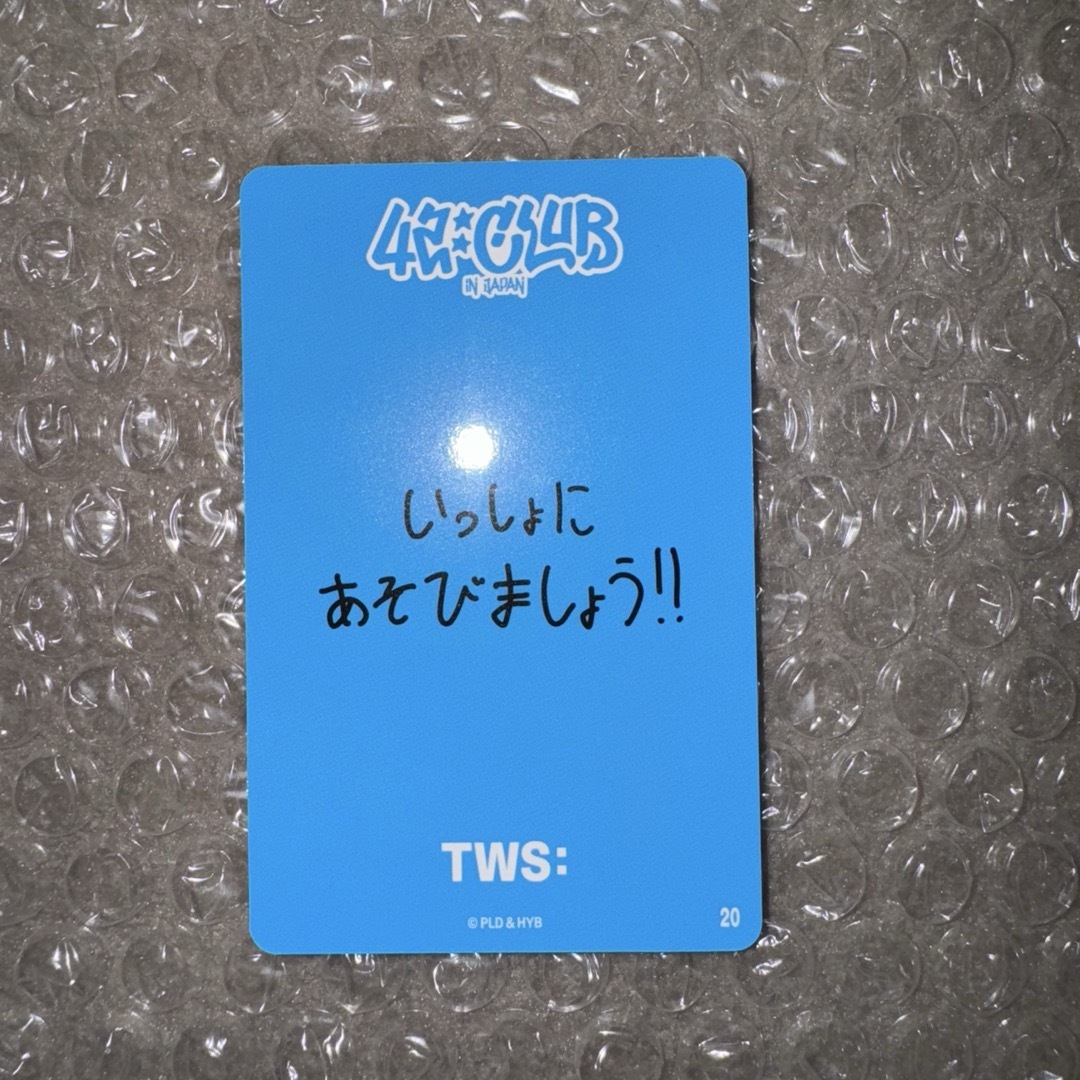 42:CLUB
IN JAPAN
いっしょに
あそびましょう!!
TWS:
© PLD & HYB
20